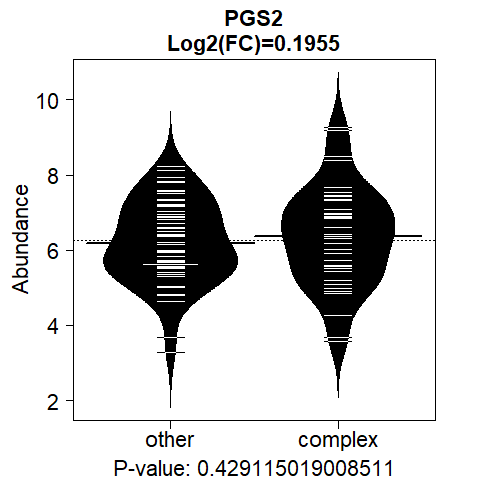 PGS2
Log2(FC)=0.1955
Abundance
10
8
6
4
2
other complex
P-value: 0.429115019008511